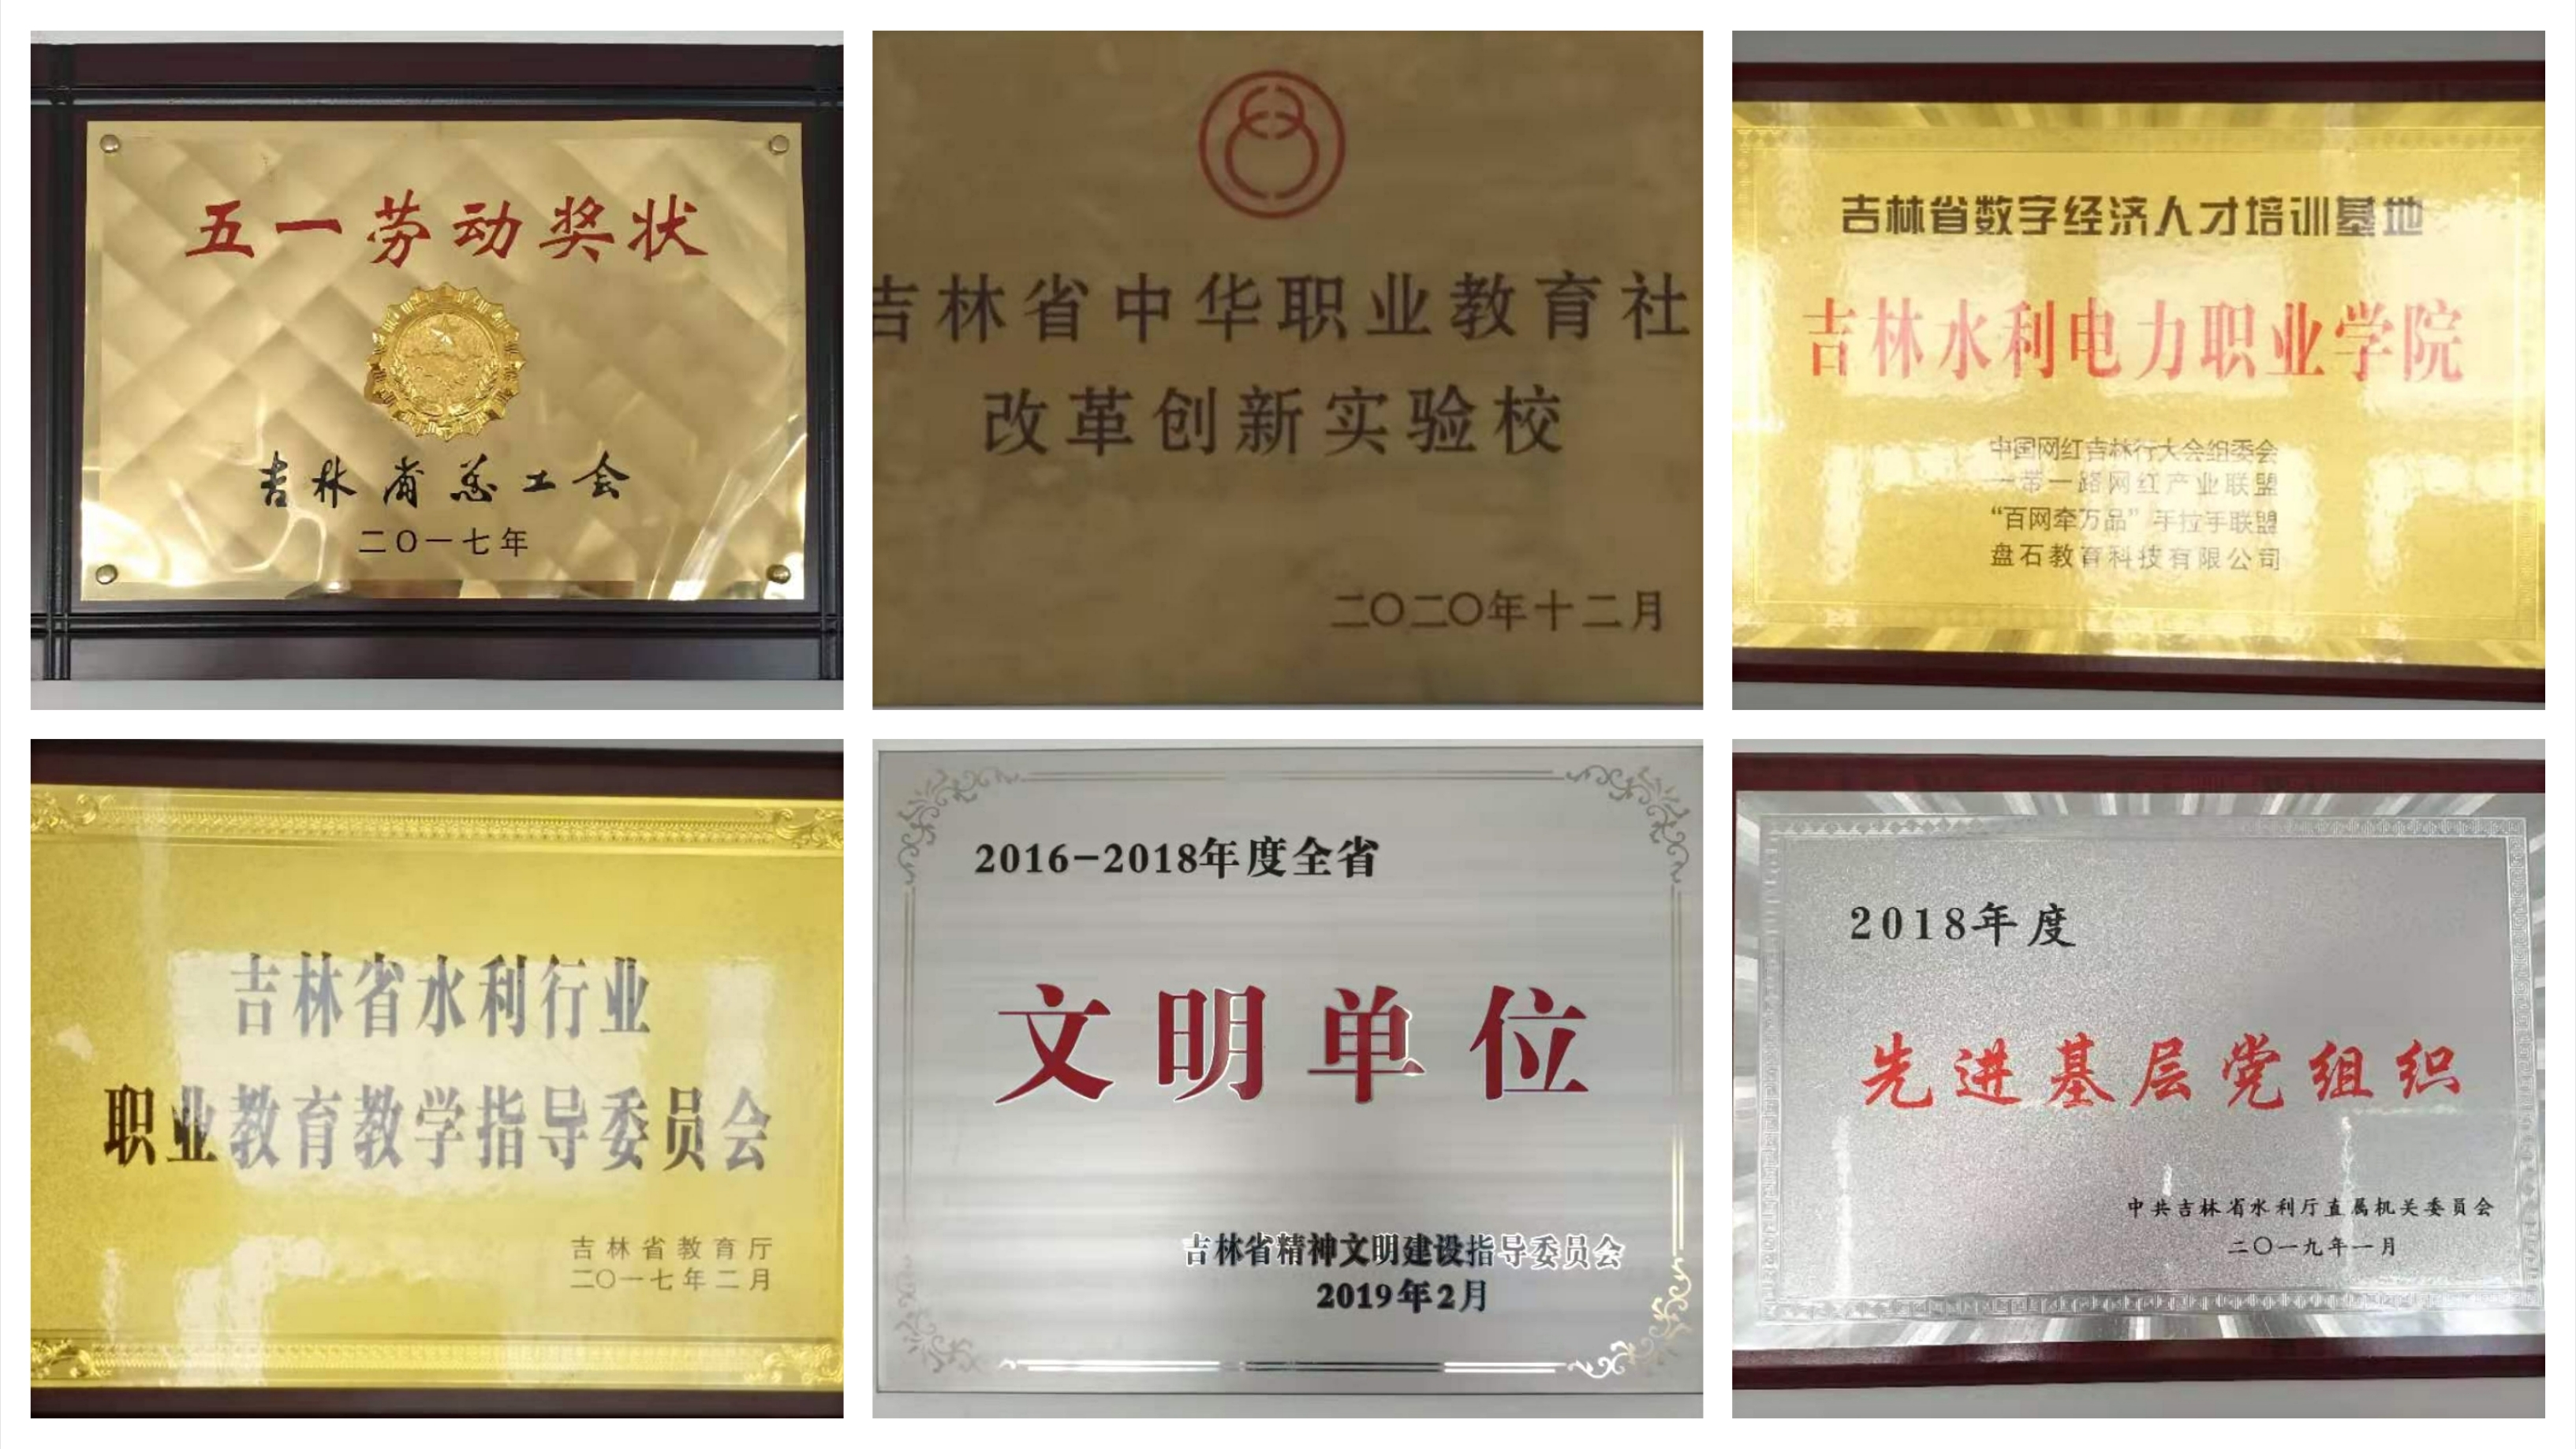 五一劳动奖状
吉林省总工会
二〇一七年
吉林省中华职业教育社
改革创新实验校
二〇二〇年十二月
吉林省数字经济人才培训基地
吉林水利电力职业学院
中国网红吉林行大会组委会
一带一路网红产业联盟
“百网牵万品”手拉手联盟
盘石教育科技有限公司
吉林省水利行业
职业教育教学指导委员会
吉林省教育厅
二〇一七年二月
2016-2018年度全省
文明单位
吉林省精神文明建设指导委员会
2019年2月
2018年度
先进基层党组织
中共吉林省水利厅直属机关委员会
二〇一九年一月